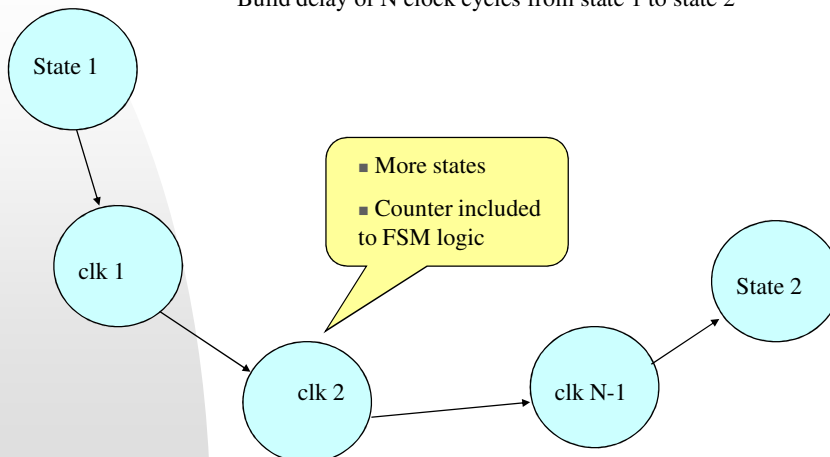 Build delay of N clock cycles from state 1 to state 2
State 1
▪ More states
▪ Counter included
to FSM logic
clk 1
State 2
clk 2
clk N-1